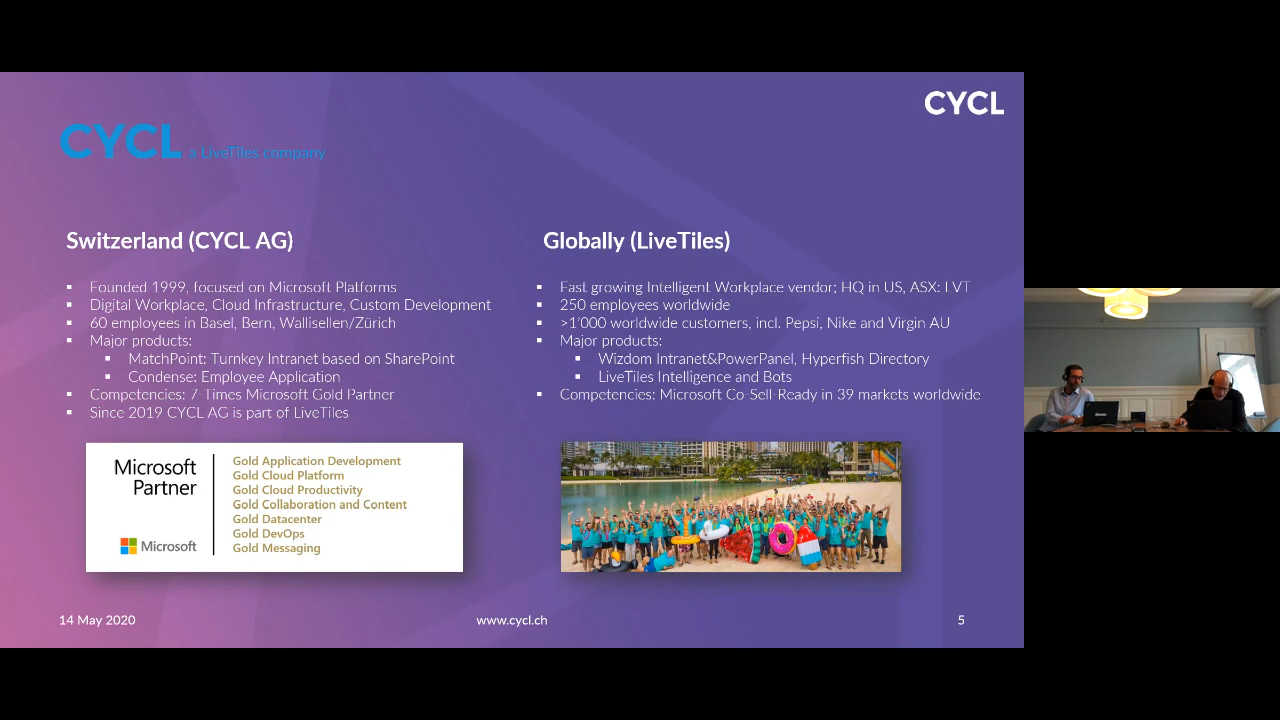 CYCL
CYCL a LiveTiles company
Switzerland (CYCL AG)
▪ Founded 1999, focused on Microsoft Platforms
▪ Digital Workplace, Cloud Infrastructure, Custom Development
▪ 60 employees in Basel, Bern, Wallisellen/Zürich
▪ Major products:
▪ MatchPoint: Turnkey Intranet based on SharePoint
▪ Condense: Employee Application
▪ Competencies: 7-Times Microsoft Gold Partner
▪ Since 2019 CYCL AG is part of LiveTiles
Microsoft
Partner
Microsoft
Gold Application Development
Gold Cloud Platform
Gold Cloud Productivity
Gold Collaboration and Content
Gold Datacenter
Gold DevOps
Gold Messaging
Globally (LiveTiles)
▪ Fast growing Intelligent Workplace vendor; HQ in US, ASX: LVT
▪ 250 employees worldwide
▪ >1'000 worldwide customers, incl. Pepsi, Nike and Virgin AU
▪ Major products:
▪ Wizdom Intranet&PowerPanel, Hyperfish Directory
▪ LiveTiles Intelligence and Bots
▪ Competencies: Microsoft Co-Sell-Ready in 39 markets worldwide
14 May 2020
www.cycl.ch
5